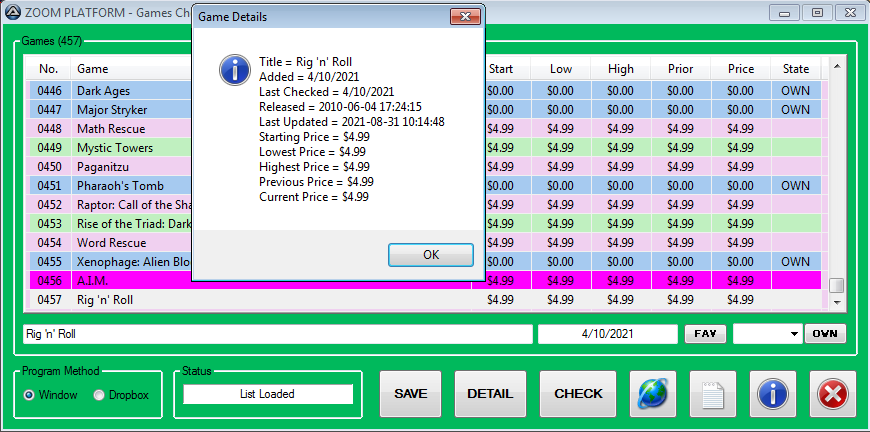 ZOOM PLATFORM - Games Che
Game Details
Title = Rig 'n' Roll
Added = 4/10/2021
Last Checked = 4/10/2021
Released = 2010-06-04 17:24:15
Last Updated = 2021-08-31 10:14:48
Starting Price = $4.99
Lowest Price = $4.99
Highest Price = $4.99
Previous Price = $4.99
Current Price = $4.99
OK
Games (457)
No. Game Start Low High Prior Price State
0446 Dark Ages $0.00 $0.00 $0.00 $0.00 $0.00 OWN
0447 Major Stryker $0.00 $0.00 $0.00 $0.00 $0.00 OWN
0448 Math Rescue $4.99 $4.99 $4.99 $4.99 $4.99
0449 Mystic Towers $4.99 $4.99 $4.99 $4.99 $4.99
0450 Paganitzu $4.99 $4.99 $4.99 $4.99 $4.99
0451 Pharaoh's Tomb $0.00 $0.00 $0.00 $0.00 $0.00 OWN
0452 Raptor: Call of the Sha $4.99 $4.99 $4.99 $4.99 $4.99
0453 Rise of the Triad: Dark $4.99 $4.99 $4.99 $4.99 $4.99
0454 Word Rescue $4.99 $4.99 $4.99 $4.99 $4.99
0455 Xenophage: Alien Bloo $0.00 $0.00 $0.00 $0.00 $0.00 OWN
0456 A.I.M. $4.99 $4.99 $4.99 $4.99 $4.99
0457 Rig 'n' Roll $4.99 $4.99 $4.99 $4.99 $4.99
Rig 'n' Roll 4/10/2021 FAV OWN
Program Method Status
Window Dropbox List Loaded SAVE DETAIL CHECK